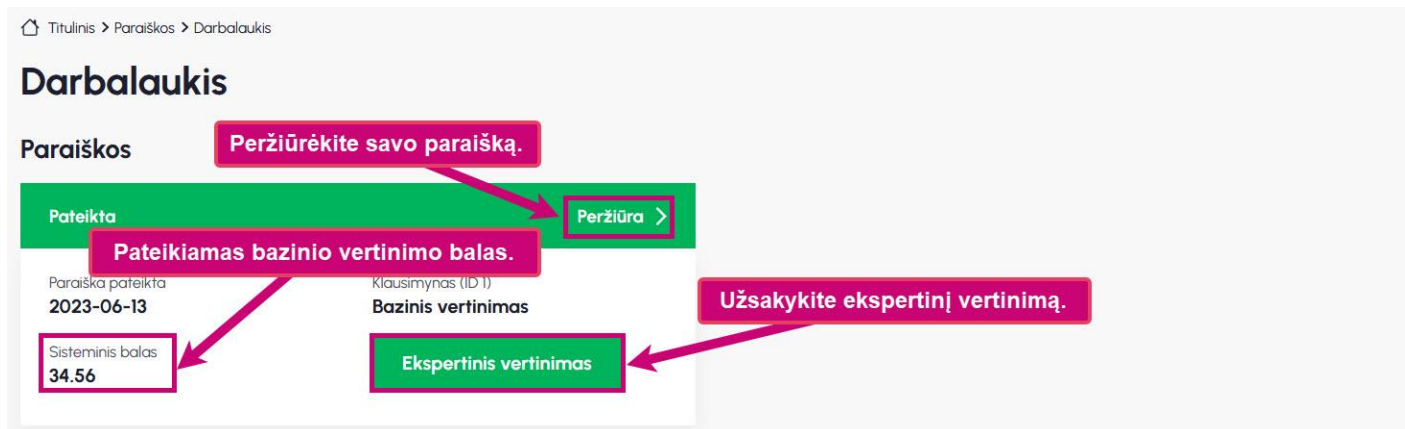 Titulinis > Paraiškos > Darbalaukis
Darbalaukis
Paraiškos
Peržiūrėkite savo paraišką.
Pateikta
Peržiūra >
Pateikiamas bazinio vertinimo balas.
Paraiška pateikta
2023-06-13
Klausimynas (ID 1)
Bazinis vertinimas
Užsakykite ekspertinį vertinimą.
Sisteminis balas
34.56
Ekspertinis vertinimas